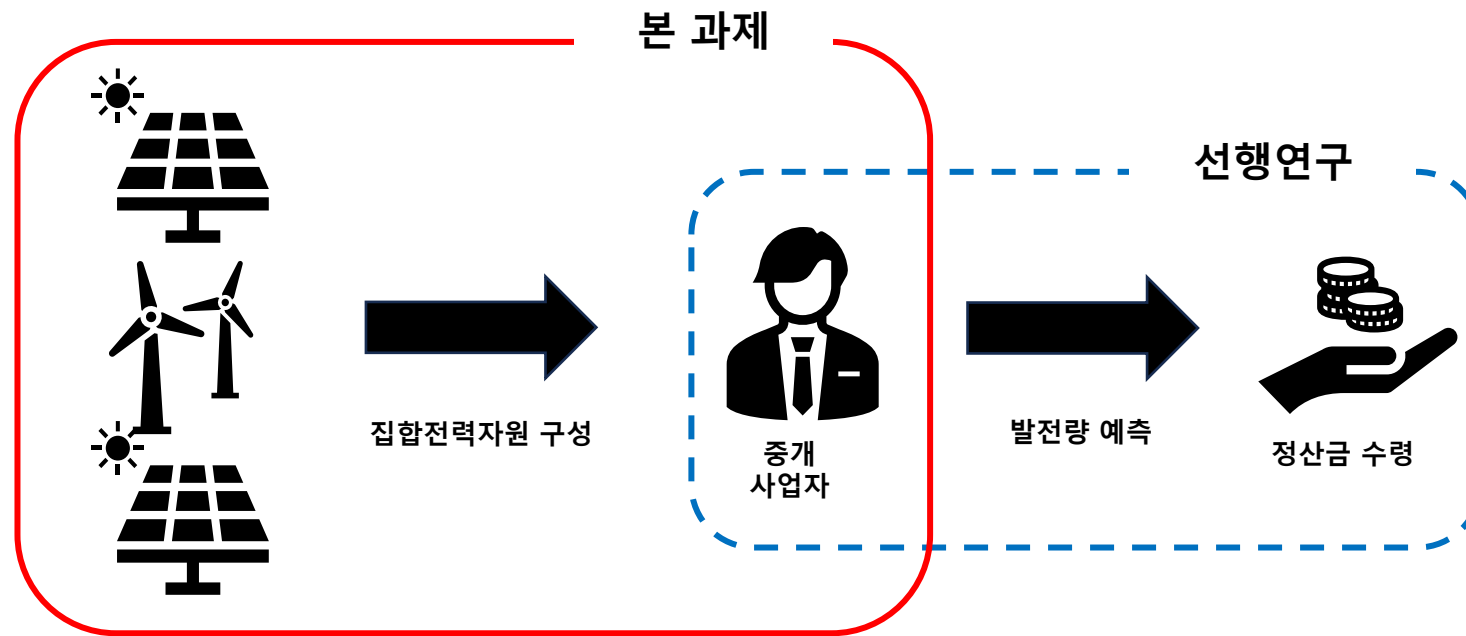 본 과제
선행연구
집합전력자원 구성
중개
사업자
발전량 예측
정산금 수령